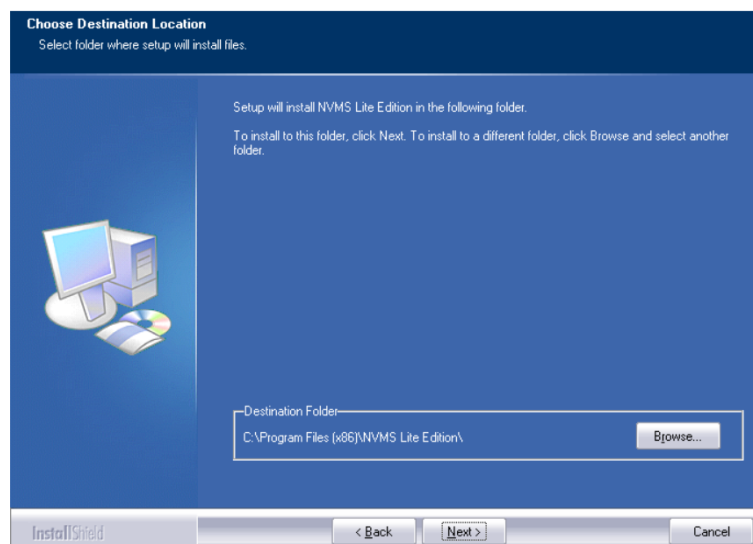 Choose Destination Location
Select folder where setup will install files.
Setup will install NVMS Lite Edition in the following folder.
To install to this folder, click Next. To install to a different folder, click Browse and select another
folder.
Destination Folder
C:\Program Files (x86)\NVMS Lite Edition\
Browse...
InstallShield
< Back
Next >
Cancel